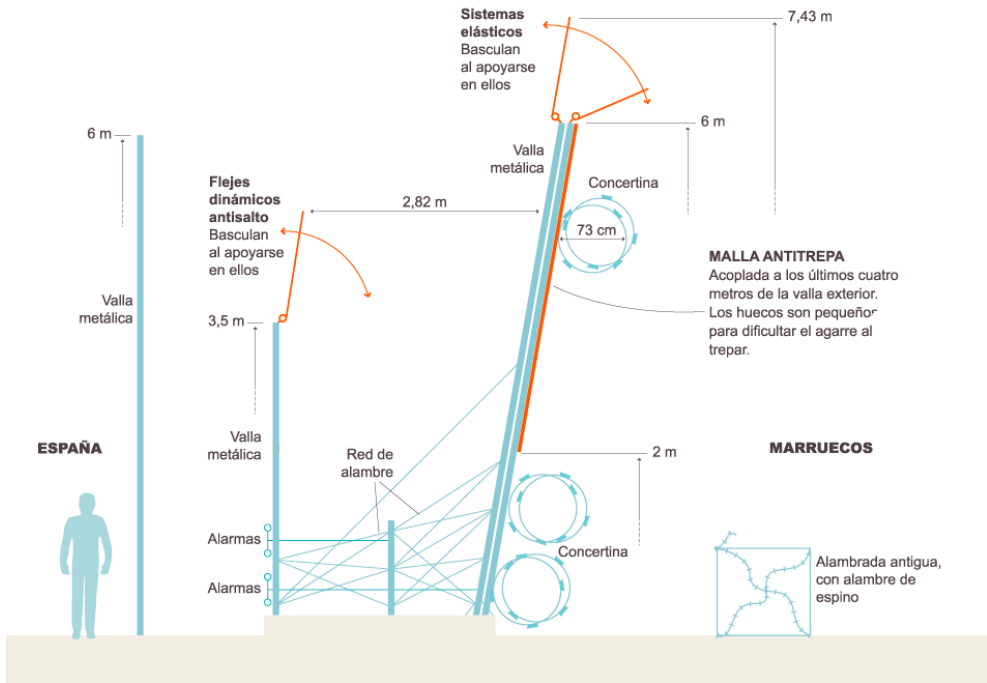 Sistemas
elásticos
Basculan
al apoyarse
en ellos
7,43 m
6 m
6 m
Valla
metálica
Concertina
Flejes
dinámicos
antisalto
Basculan
al apoyarse
en ellos
2,82 m
73 cm
MALLA ANTITREPA
Acoplada a los últimos cuatro
metros de la valla exterior.
Los huecos son pequeños
para dificultar el agarre al
trepar.
Valla
metálica
3,5 m
ESPAÑA
Valla
metálica
Red de
alambre
2 m
MARRUECOS
Alarmas
Alarmas
Concertina
Alambrada antigua,
con alambre de
espino